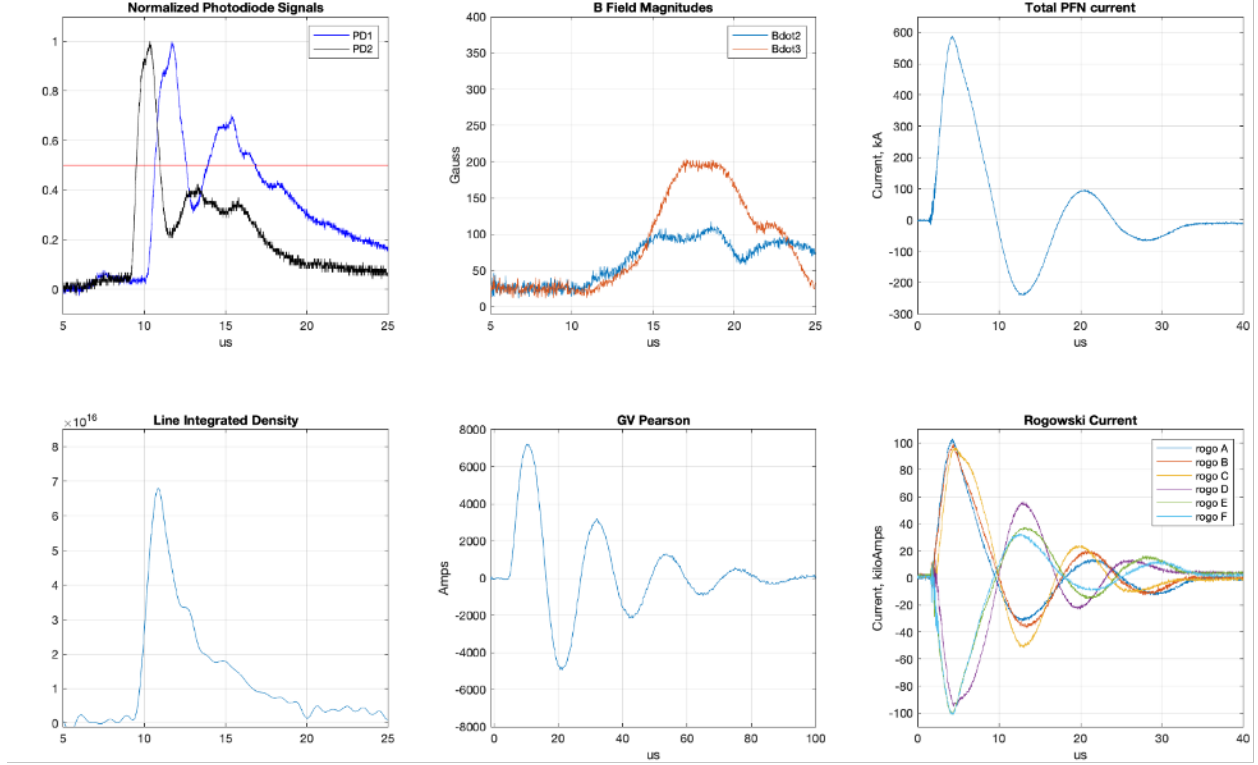 Normalized Photodiode Signals
PD1
PD2
1
0.8
0.6
0.4
0.2
0
5 10 15 20 25
us
B Field Magnitudes
Bdot2
Bdot3
Gauss
400
350
300
250
200
150
100
50
0
5 10 15 20 25
us
Total PFN current
Current, kA
600
500
400
300
200
100
0
-100
-200
-300
0 10 20 30 40
us
Line Integrated Density
×10^16
8
7
6
5
4
3
2
1
0
5 10 15 20 25
us
GV Pearson
Amps
8000
6000
4000
2000
0
-2000
-4000
-6000
-8000
0 20 40 60 80 100
us
Rogowski Current
rogo A
rogo B
rogo C
rogo D
rogo E
rogo F
Current, kiloAmps
100
80
60
40
20
0
-20
-40
-60
-80
-100
0 10 20 30 40
us